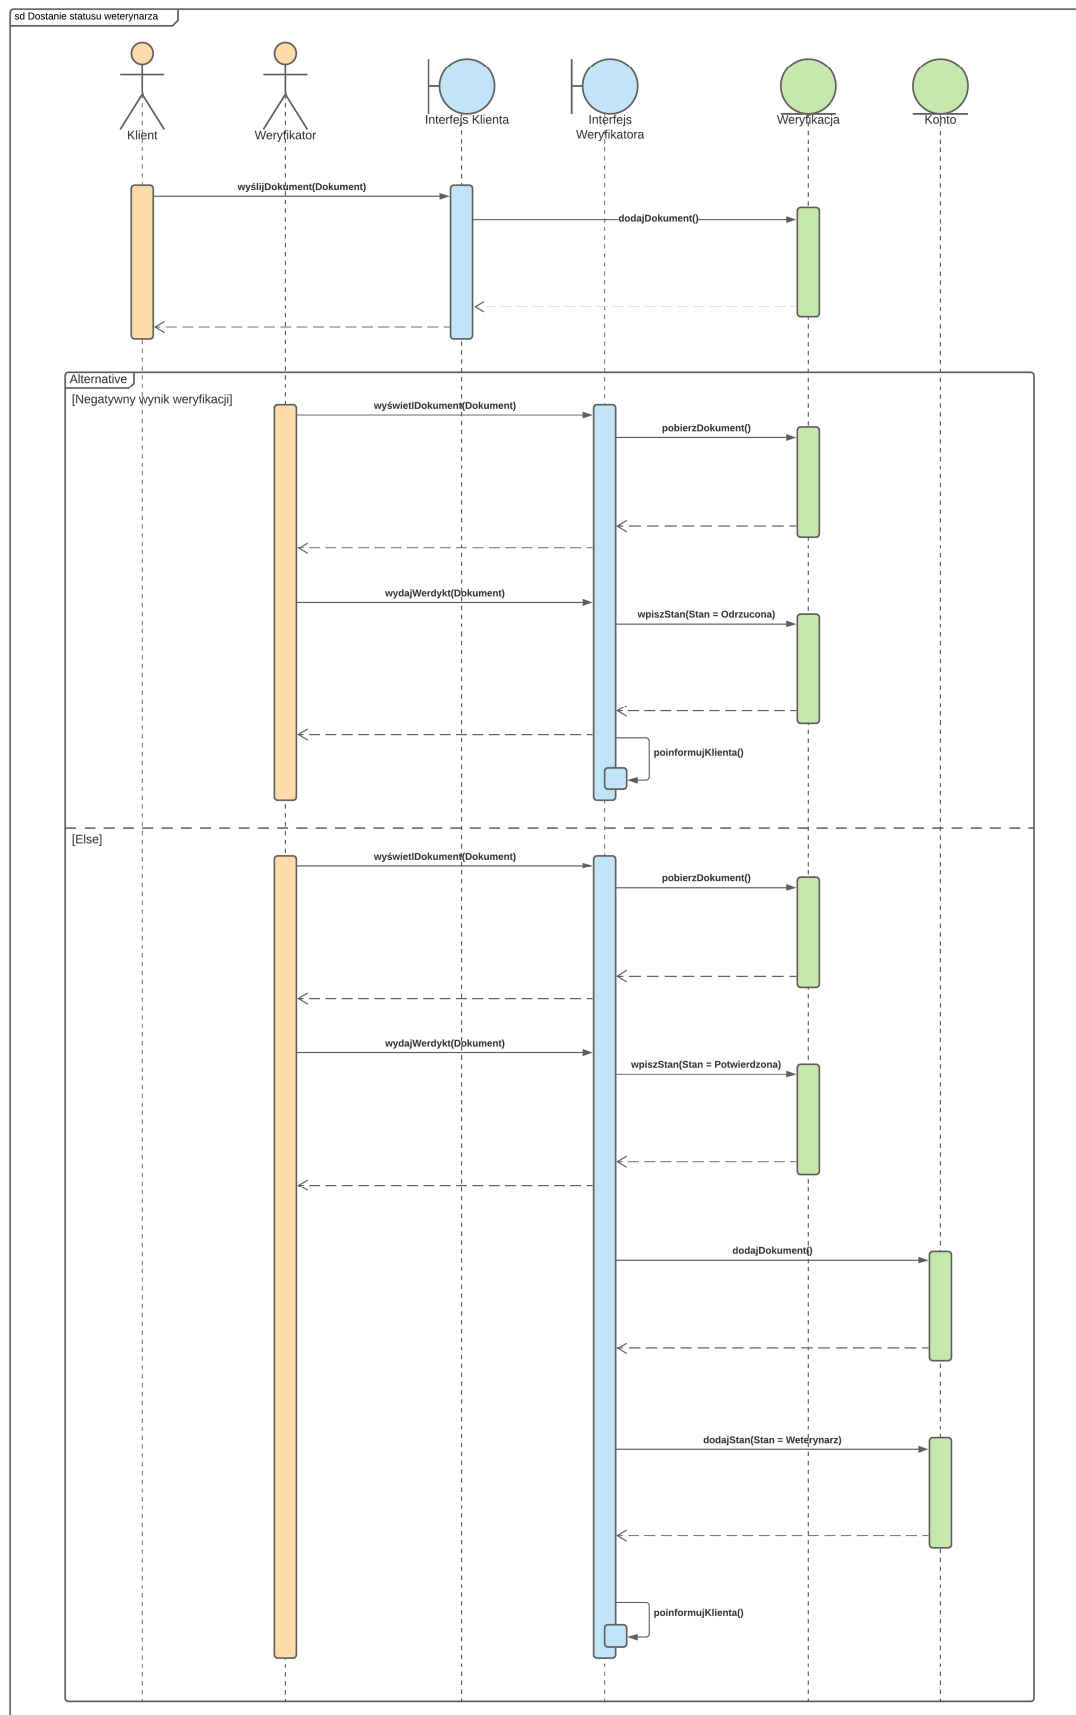 sd Dostanie statusu weterynarza
Klient
Weryfikator
Interfejs Klienta
Interfejs
Weryfikatora
Weryfikacja
Konto
wyślijDokument(Dokument)
dodajDokument()
Alternative
[Negatywny wynik weryfikacji]
wyświetlDokument(Dokument)
pobierzDokument()
wydajWerdykt(Dokument)
wpiszStan(Stan = Odrzucona)
poinformujKlienta()
[Else]
wyświetlDokument(Dokument)
pobierzDokument()
wydajWerdykt(Dokument)
wpiszStan(Stan = Potwierdzona)
dodajDokument()
dodajStan(Stan = Weterynarz)
poinformujKlienta()